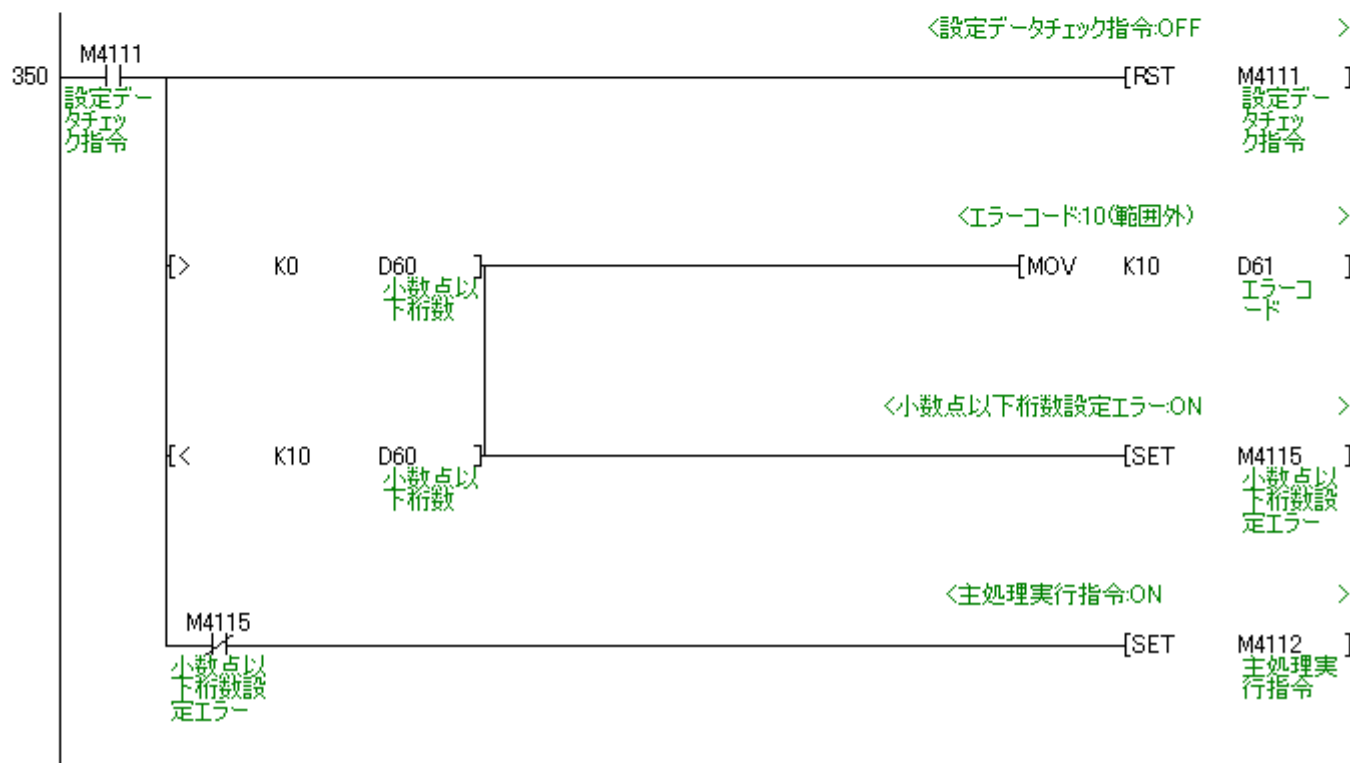 <設定データチェック指令:OFF >
M4111
350 [RST M4111 ]
設定デー
タチェッ
ク指令
設定デー
タチェッ
ク指令
<エラーコード:10(範囲外) >
[> K0 D60 ] [MOV K10 D61 ]
小数点以
下桁数
エラーコ
ード
<小数点以下桁数設定エラー:ON >
[< K10 D60 ] [SET M4115 ]
小数点以
下桁数
小数点以
下桁数設
定エラー
<主処理実行指令:ON >
M4115
[SET M4112 ]
小数点以
下桁数設
定エラー
主処理実
行指令